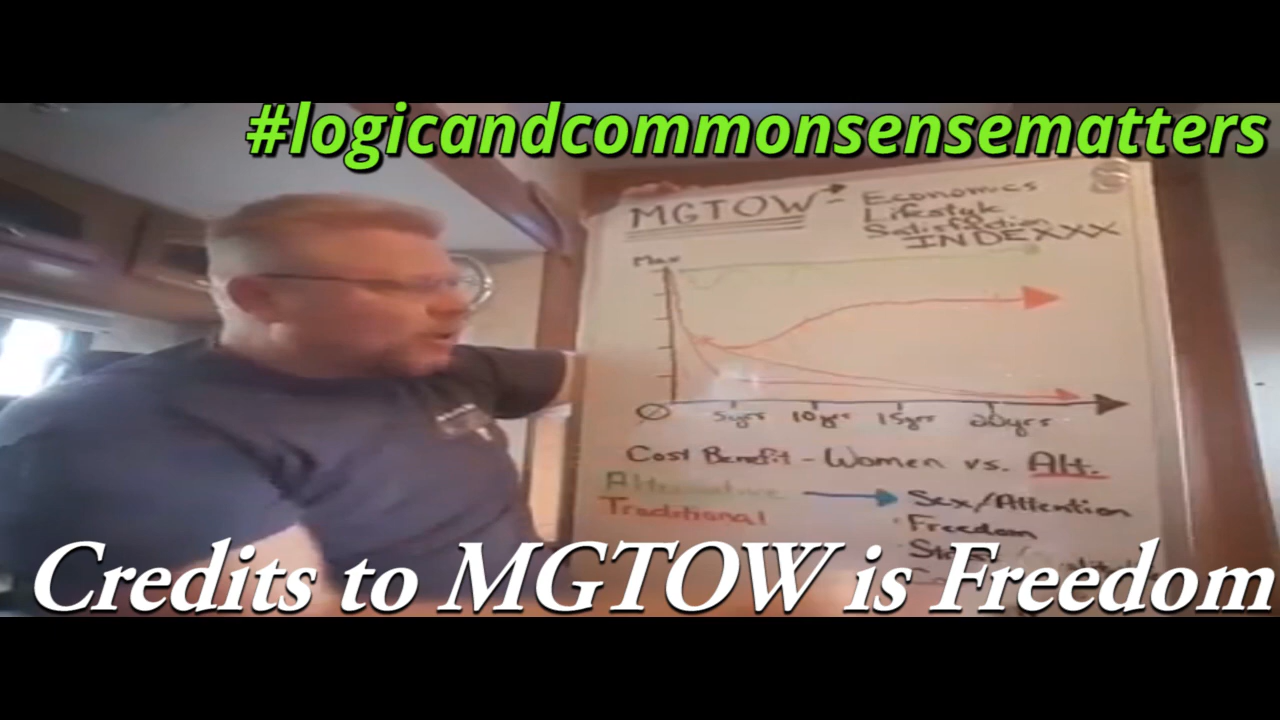 #logicandcommonsensematters
MGTOW → Economics
Lifestyle
Satisfaction
INDEXXX
Max
5yrs 10yrs 15yrs 20yrs
Cost Benefit - Women vs. Alt.
Alternative → Sex/Attention
Traditional
Freedom
Credits to MGTOW is Freedom